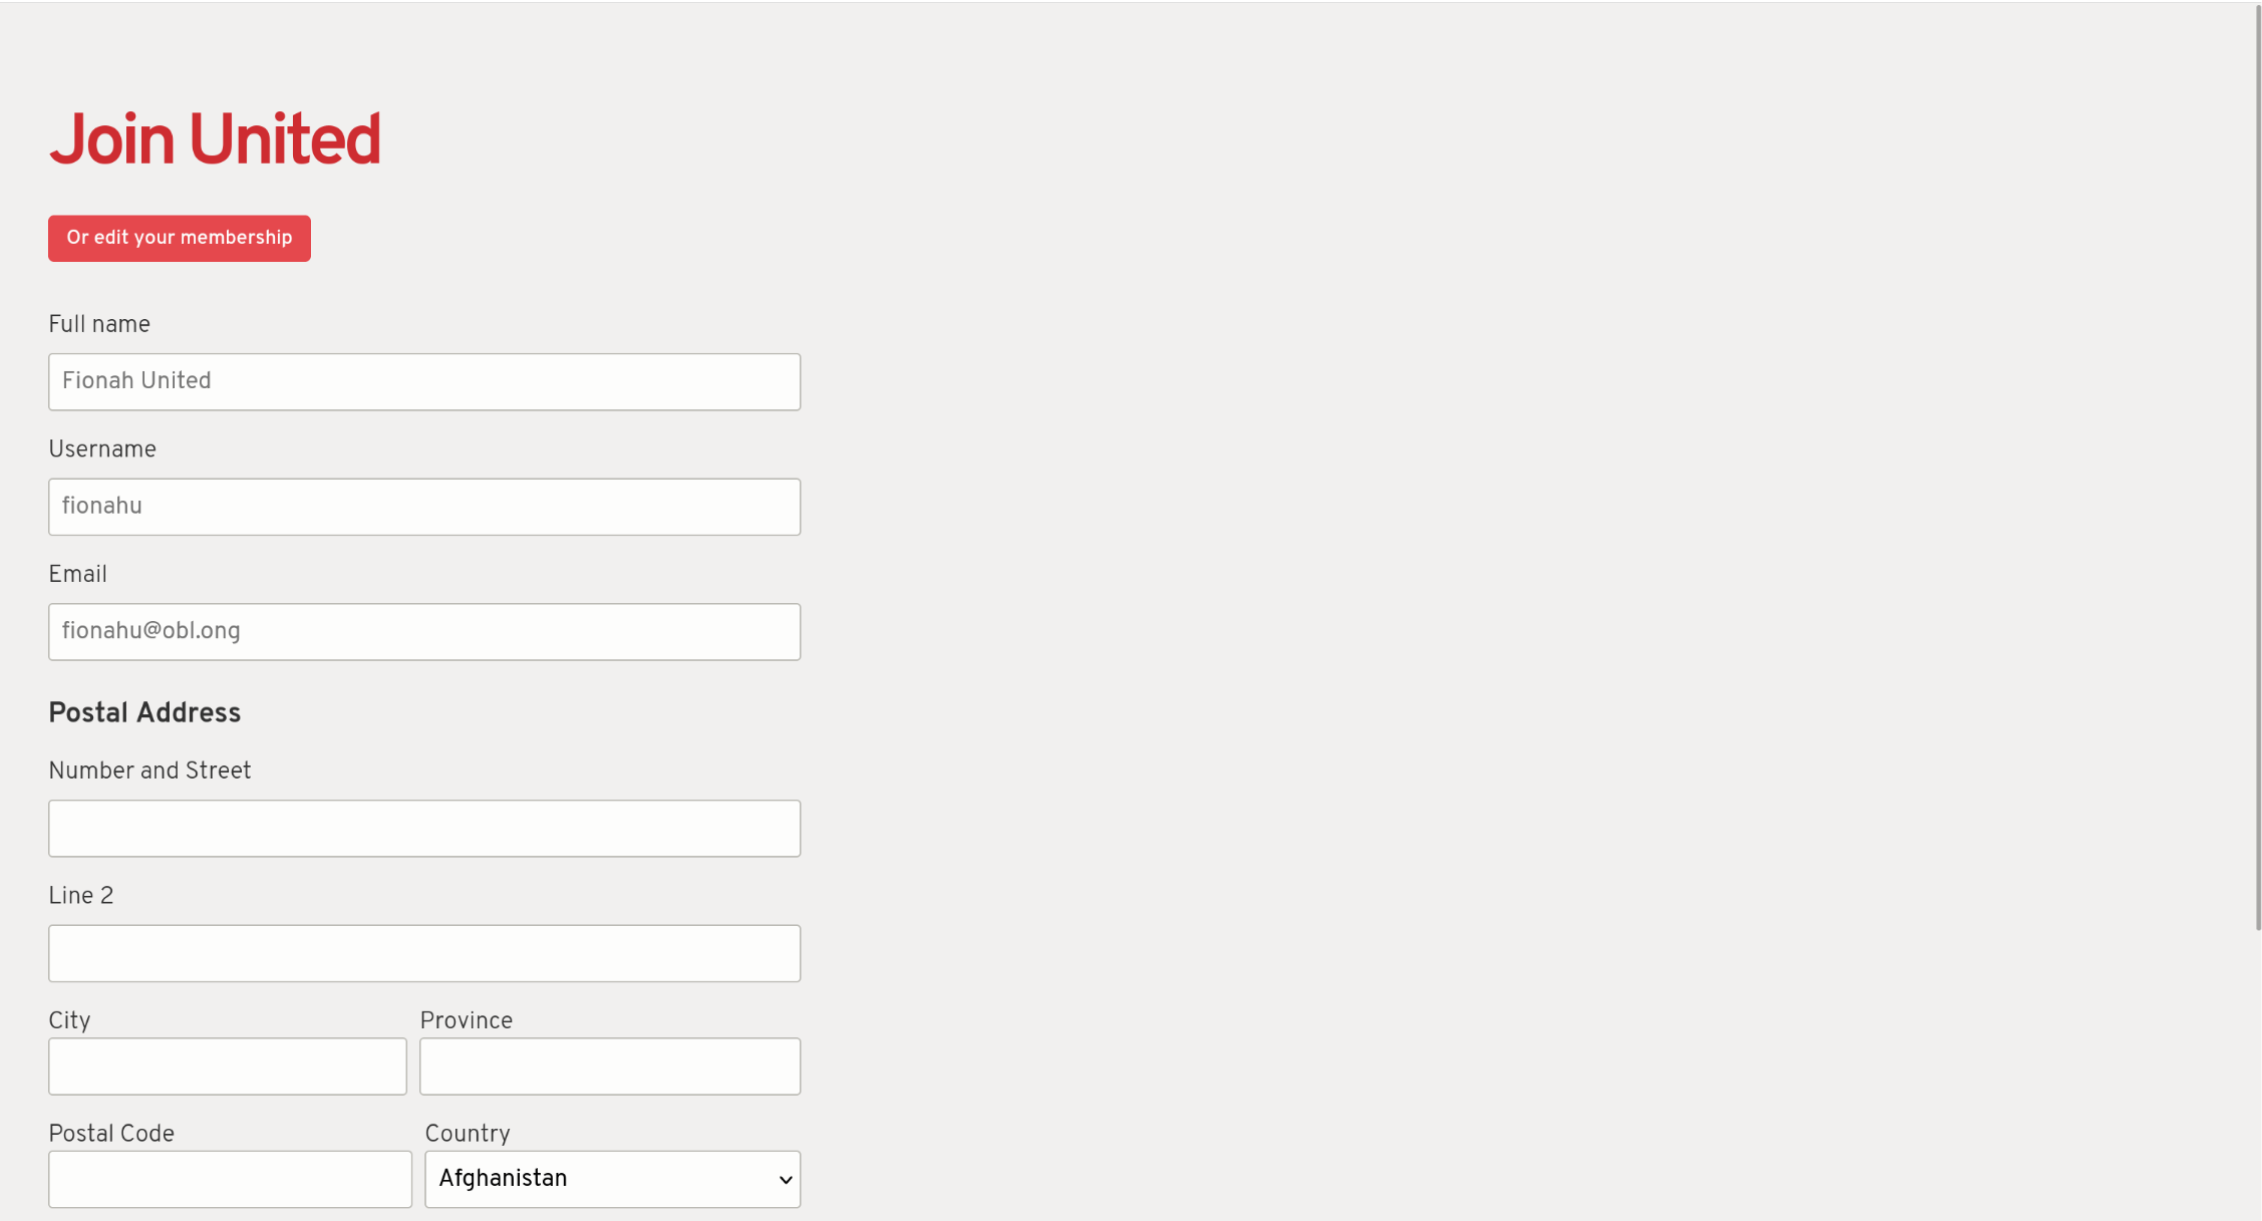 Join United
Or edit your membership
Full name
Fionah United
Username
fionahu
Email
fionahu@obl.ong
Postal Address
Number and Street
Line 2
City Province
Postal Code Country
Afghanistan